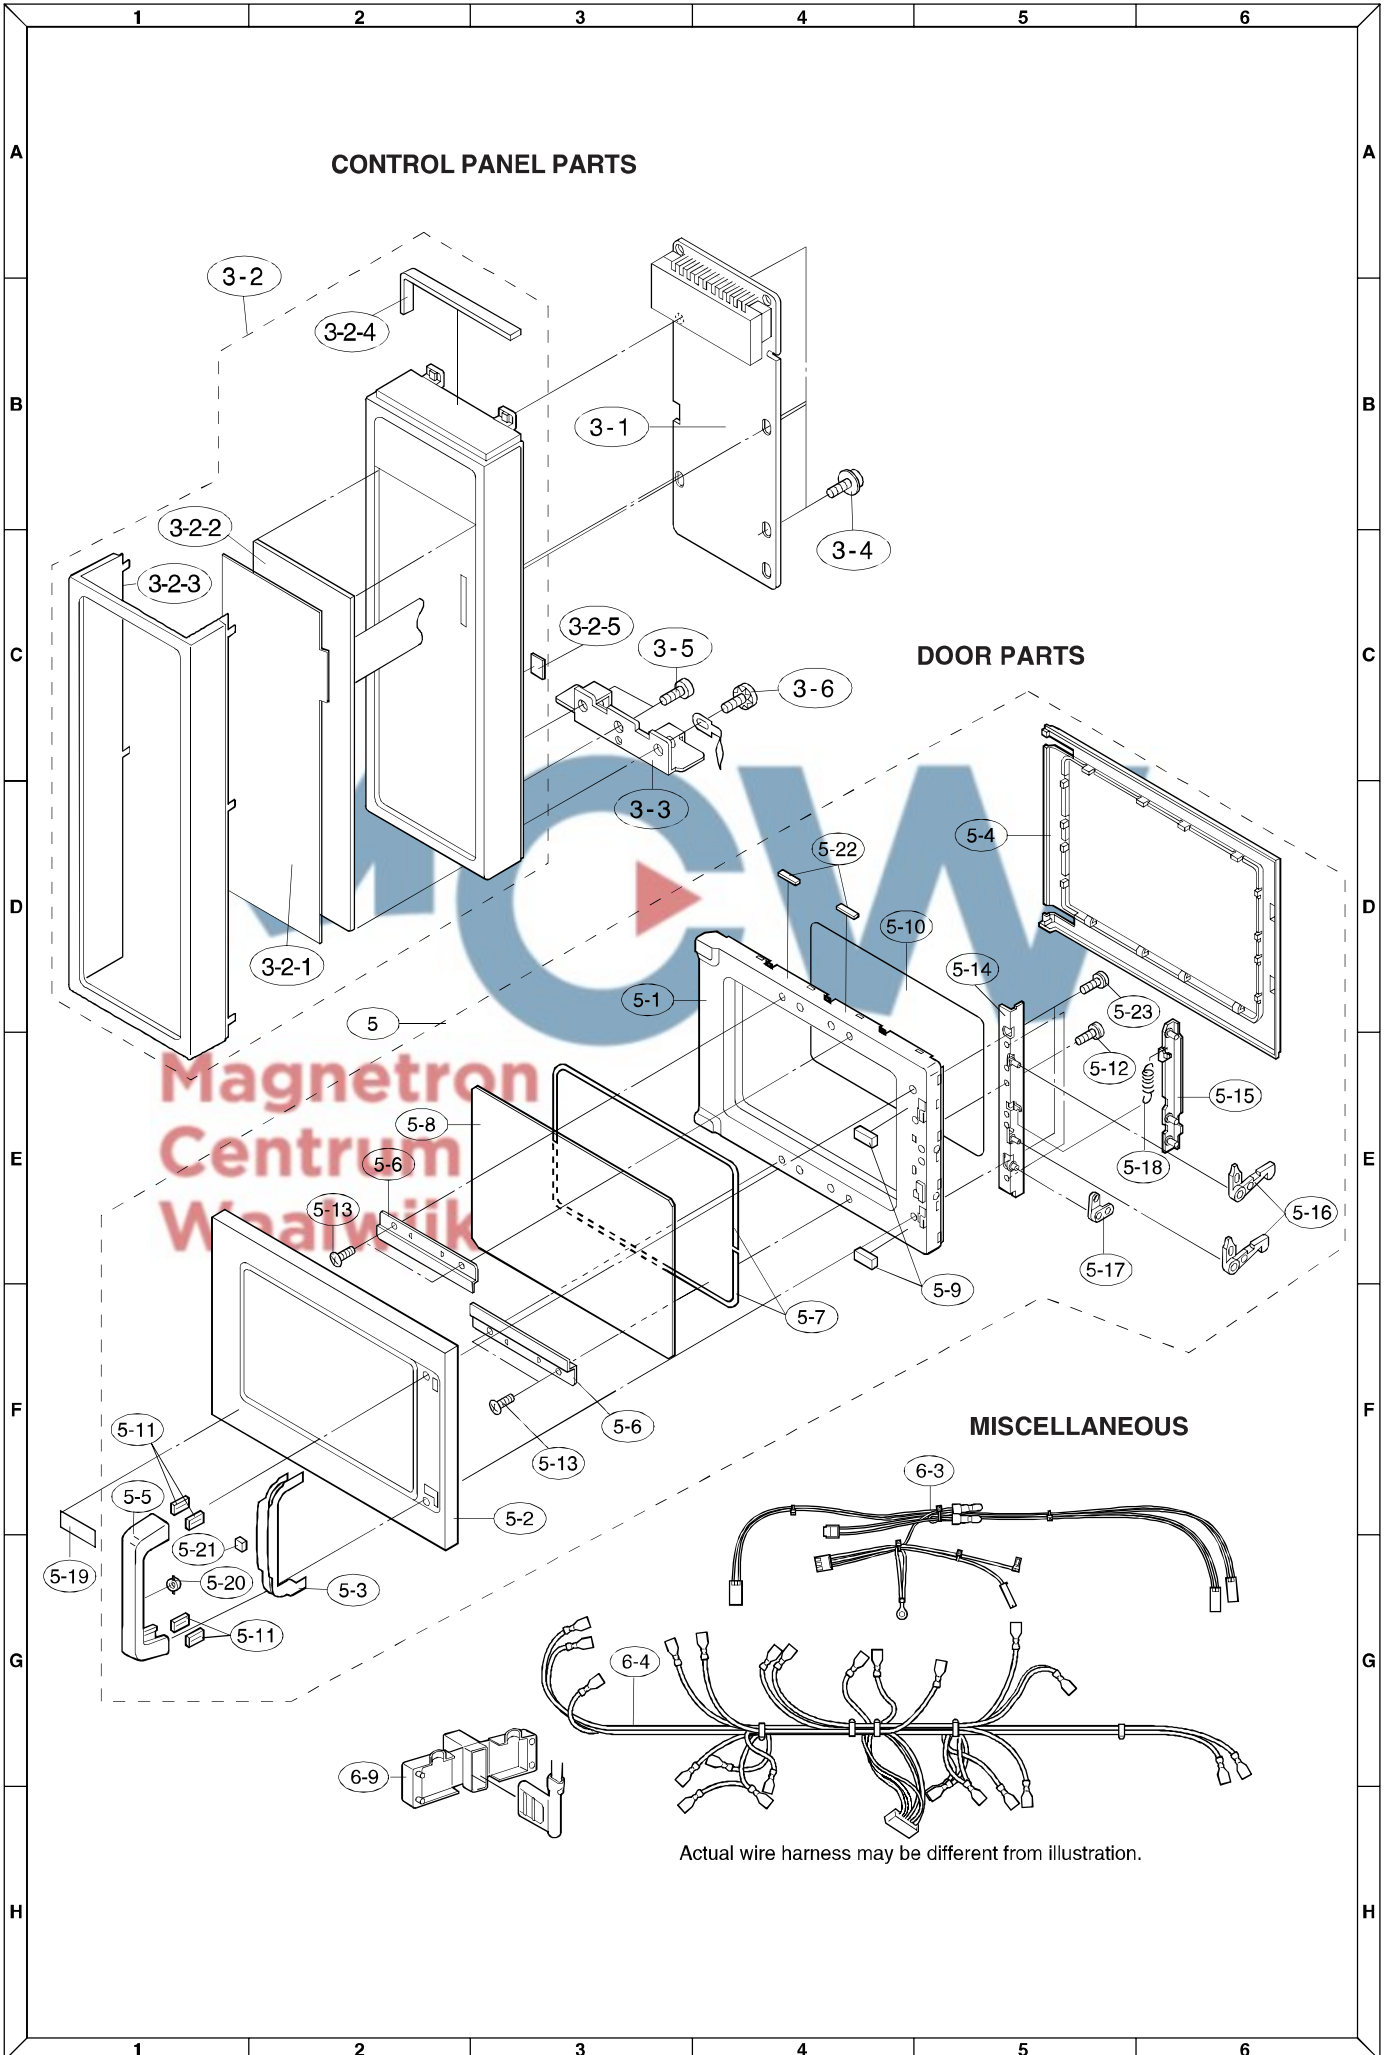 1 2 3 4 5 6
A A
CONTROL PANEL PARTS
3-2
3-2-4
B B
3-1
3-2-2
3-4
3-2-3
3-2-5
3-5
C C
DOOR PARTS
3-6
MCW
3-3
5-4
5-22
D D
5-10
3-2-1
5-14
5-1
5-23
5
Magnetron
5-12
5-15
5-8
Centrum
E E
5-6
5-18
5-13
Waalwijk
5-16
5-17
5-9
5-7
F F
5-6
MISCELLANEOUS
5-11
5-13
6-3
5-5
5-2
5-21
5-19
5-20
5-3
5-11
G G
6-4
6-9
Actual wire harness may be different from illustration.
H H
1 2 3 4 5 6